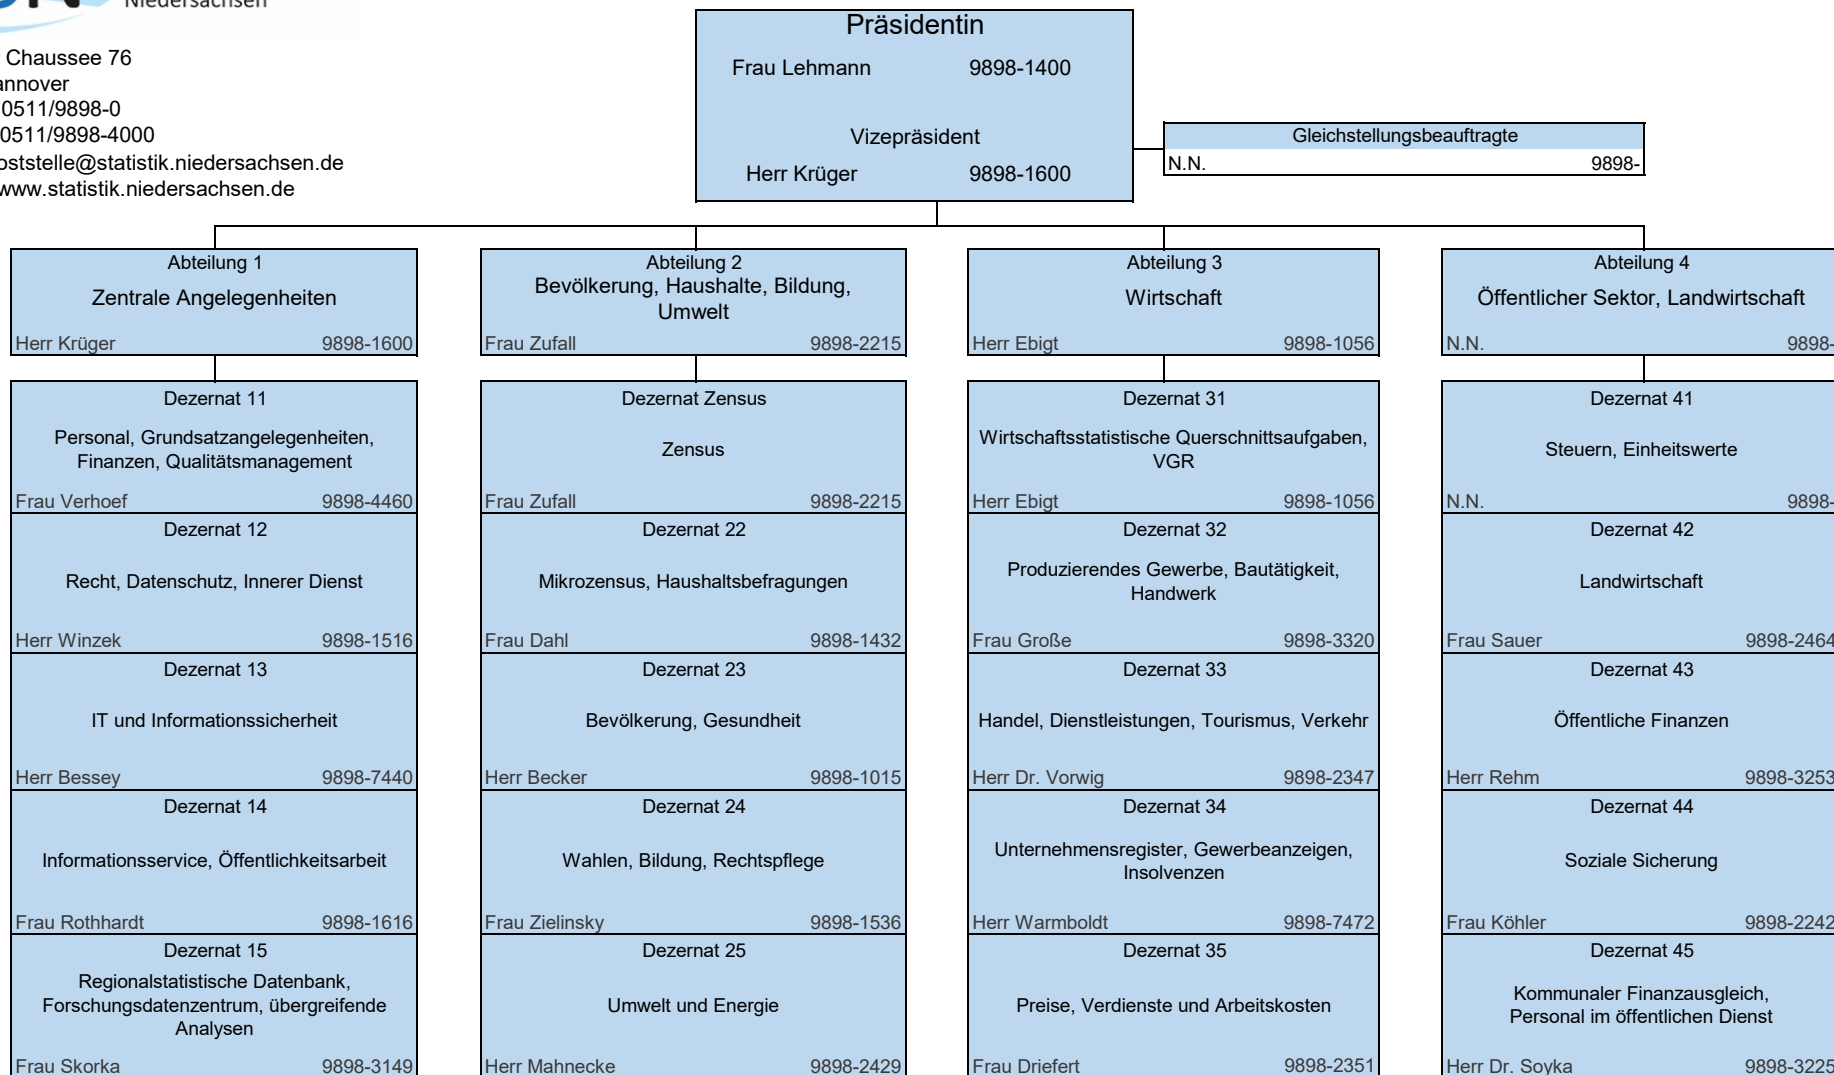 Niedersachsen
Chaussee 76
0511/9898-0
0511/9898-4000
www.statistik.niedersachsen.de
Präsidentin
Frau Lehmann 9898-1400
Vizepräsident
Herr Krüger 9898-1600
Gleichstellungsbeauftragte
N.N. 9898-
Abteilung 1
Zentrale Angelegenheiten
Herr Krüger 9898-1600
Dezernat 11
Personal, Grundsatzangelegenheiten,
Finanzen, Qualitätsmanagement
Frau Verhoef 9898-4460
Dezernat 12
Recht, Datenschutz, Innerer Dienst
Herr Winzek 9898-1516
Dezernat 13
IT und Informationssicherheit
Herr Bessey 9898-7440
Dezernat 14
Informationsservice, Öffentlichkeitsarbeit
Frau Rothhardt 9898-1616
Dezernat 15
Regionalstatistische Datenbank,
Forschungsdatenzentrum, übergreifende
Analysen
Frau Skorka 9898-3149
Abteilung 2
Bevölkerung, Haushalte, Bildung,
Umwelt
Frau Zufall 9898-2215
Dezernat Zensus
Zensus
Frau Zufall 9898-2215
Dezernat 22
Mikrozensus, Haushaltsbefragungen
Frau Dahl 9898-1432
Dezernat 23
Bevölkerung, Gesundheit
Herr Becker 9898-1015
Dezernat 24
Wahlen, Bildung, Rechtspflege
Frau Zielinsky 9898-1536
Dezernat 25
Umwelt und Energie
Herr Mahnecke 9898-2429
Abteilung 3
Wirtschaft
Herr Ebigt 9898-1056
Dezernat 31
Wirtschaftsstatistische Querschnittsaufgaben,
VGR
Herr Ebigt 9898-1056
Dezernat 32
Produzierendes Gewerbe, Bautätigkeit,
Handwerk
Frau Große 9898-3320
Dezernat 33
Handel, Dienstleistungen, Tourismus, Verkehr
Herr Dr. Vorwig 9898-2347
Dezernat 34
Unternehmensregister, Gewerbeanzeigen,
Insolvenzen
Herr Warmboldt 9898-7472
Dezernat 35
Preise, Verdienste und Arbeitskosten
Frau Driefert 9898-2351
Abteilung 4
Öffentlicher Sektor, Landwirtschaft
N.N. 9898-
Dezernat 41
Steuern, Einheitswerte
N.N. 9898-
Dezernat 42
Landwirtschaft
Frau Sauer 9898-2464
Dezernat 43
Öffentliche Finanzen
Herr Rehm 9898-3253
Dezernat 44
Soziale Sicherung
Frau Köhler 9898-2242
Dezernat 45
Kommunaler Finanzausgleich,
Personal im öffentlichen Dienst
Herr Dr. Soyka 9898-3225